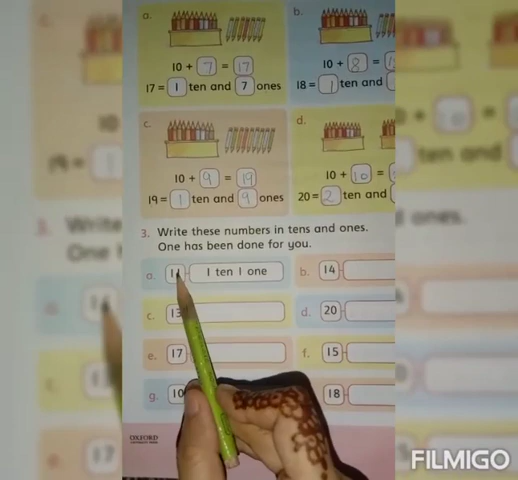 a.
b.
10 + 7 = 17
10 + 8 =
17 = 1 ten and 7 ones
18 = 1 ten and
c.
d.
10 + 9 = 19
10 + 10 =
19 = 1 ten and 9 ones
20 = 2 ten and
3. Write these numbers in tens and ones.
One has been done for you.
a. 11 1 ten 1 one
b. 14
c. 13
d. 20
e. 17
f. 15
g. 10
18
OXFORD
FILMIGO